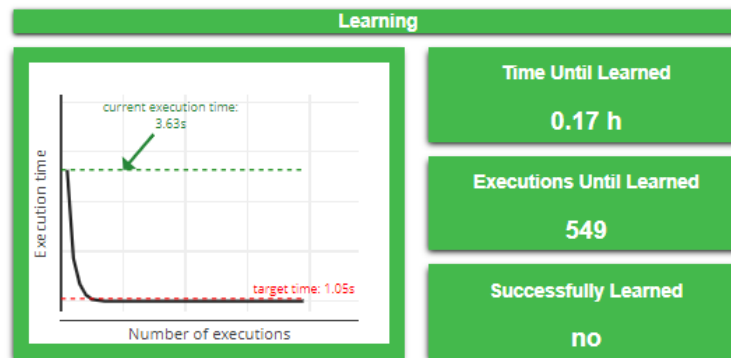 Learning
current execution time:
3.63s
Execution time
target time: 1.05s
Number of executions
Time Until Learned
0.17 h
Executions Until Learned
549
Successfully Learned
no